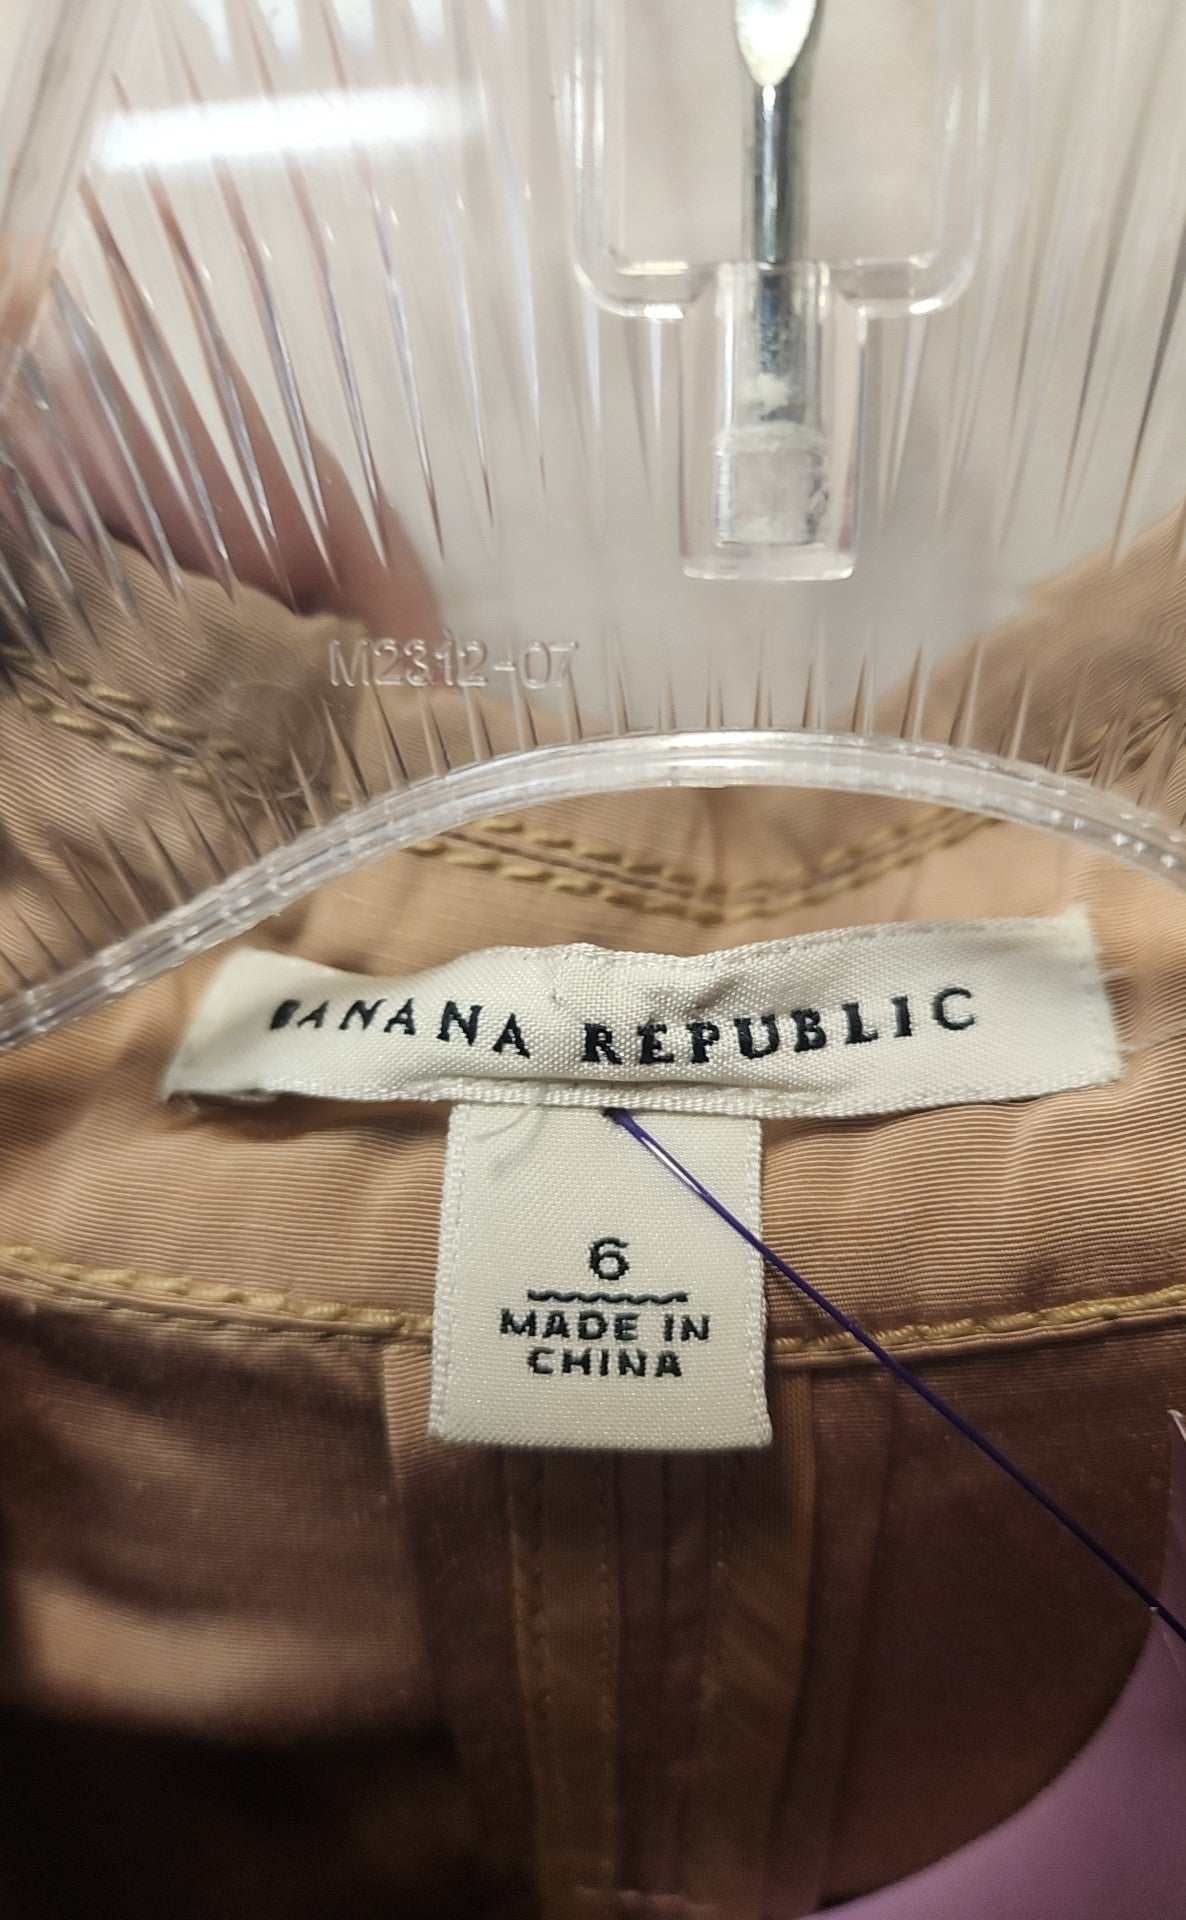 M2312-07
BANANA REPUBLIC
6
MADE IN
CHINA